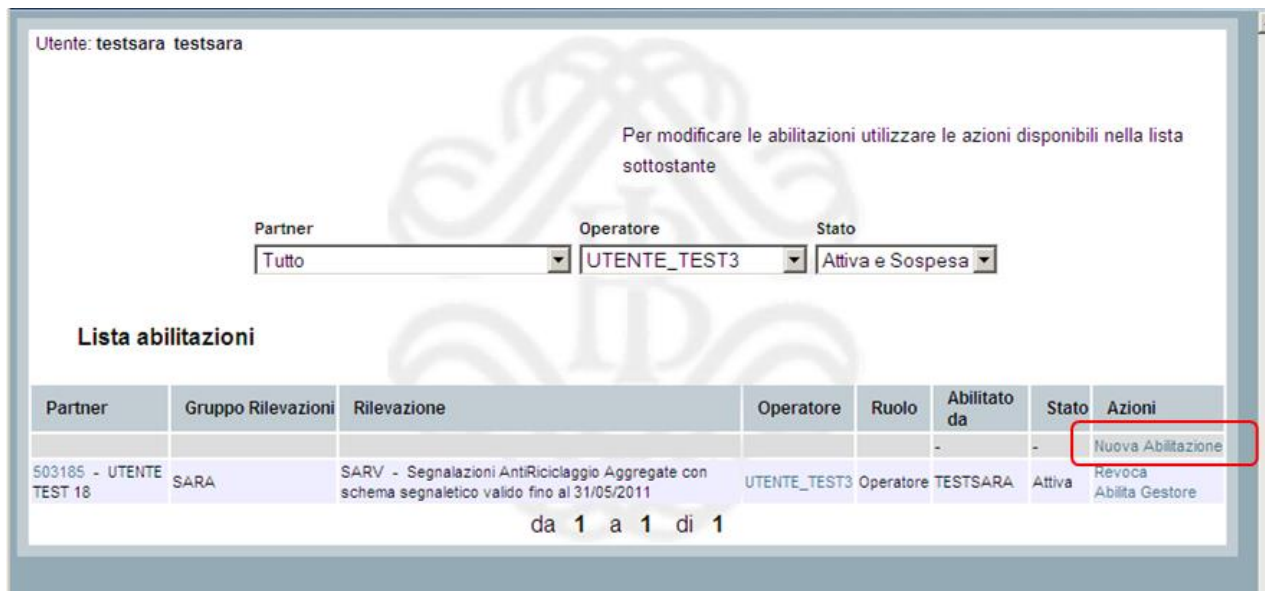 Utente: testsara testsara
Per modificare le abilitazioni utilizzare le azioni disponibili nella lista
sottostante
Partner Operatore Stato
Tutto UTENTE_TEST3 Attiva e Sospesa
Lista abilitazioni
Partner Gruppo Rilevazioni Rilevazione Operatore Ruolo Abilitato da Stato Azioni
- - Nuova Abilitazione
503185 - UTENTE TEST 18 SARA SARV - Segnalazioni AntiRiciclaggio Aggregate con schema segnaletico valido fino al 31/05/2011 UTENTE_TEST3 Operatore TESTSARA Attiva Revoca Abilita Gestore
da 1 a 1 di 1